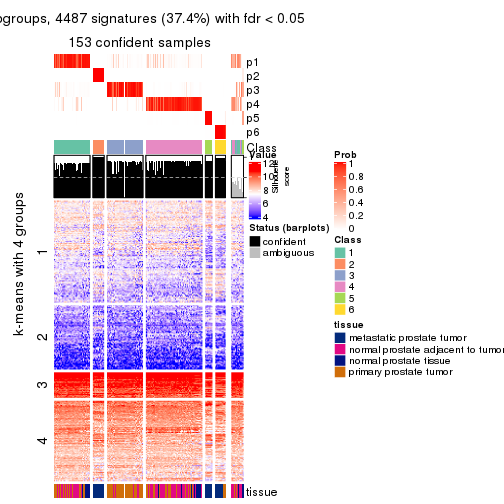 ogroups, 4487 signatures (37.4%) with fdr < 0.05
153 confident samples
p1
p2
p3
p4
p5
p6
Class
Value
12
10
8
6
4
silhouette
score
Prob
1
0.8
0.6
0.4
0.2
0
Status (barplots)
confident
ambiguous
Class
1
2
3
4
5
6
tissue
metastatic prostate tumor
normal prostate adjacent to tumor
normal prostate tissue
primary prostate tumor
k-means with 4 groups
1
2
3
4
tissue